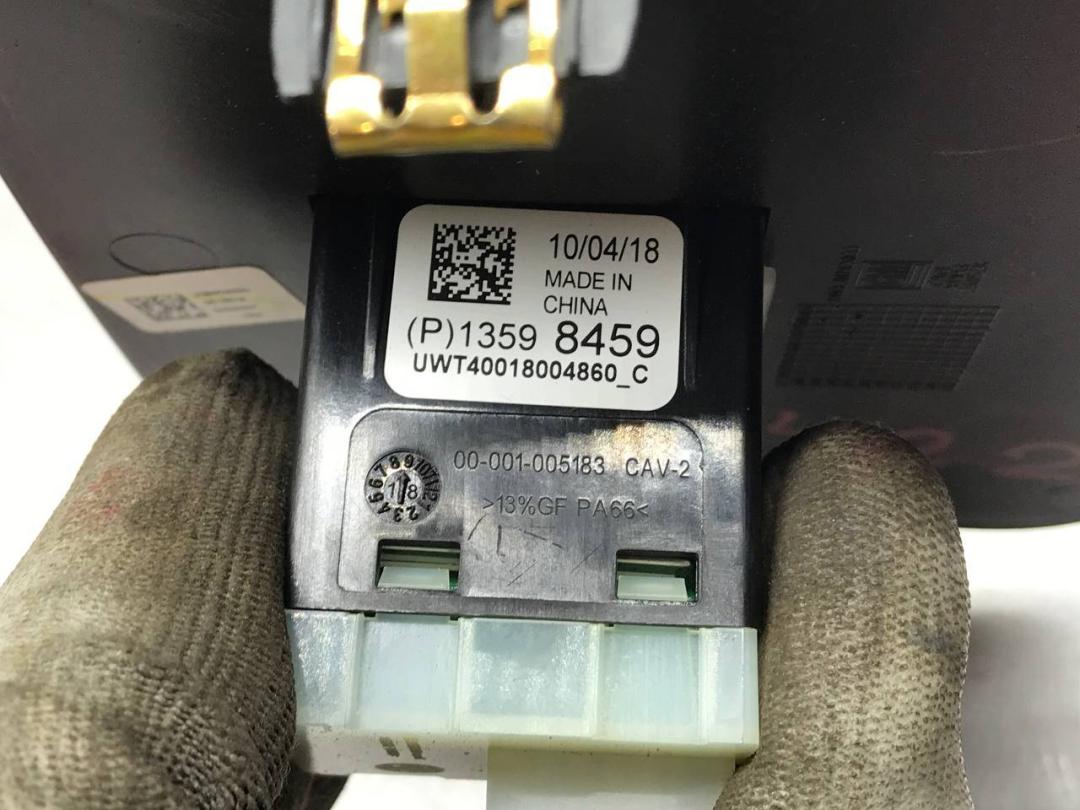 10/04/18
MADE IN
CHINA
(P)1359 8459
UWT40018004860_C
00-001-005183 CAV-2
>13%GF PA66<